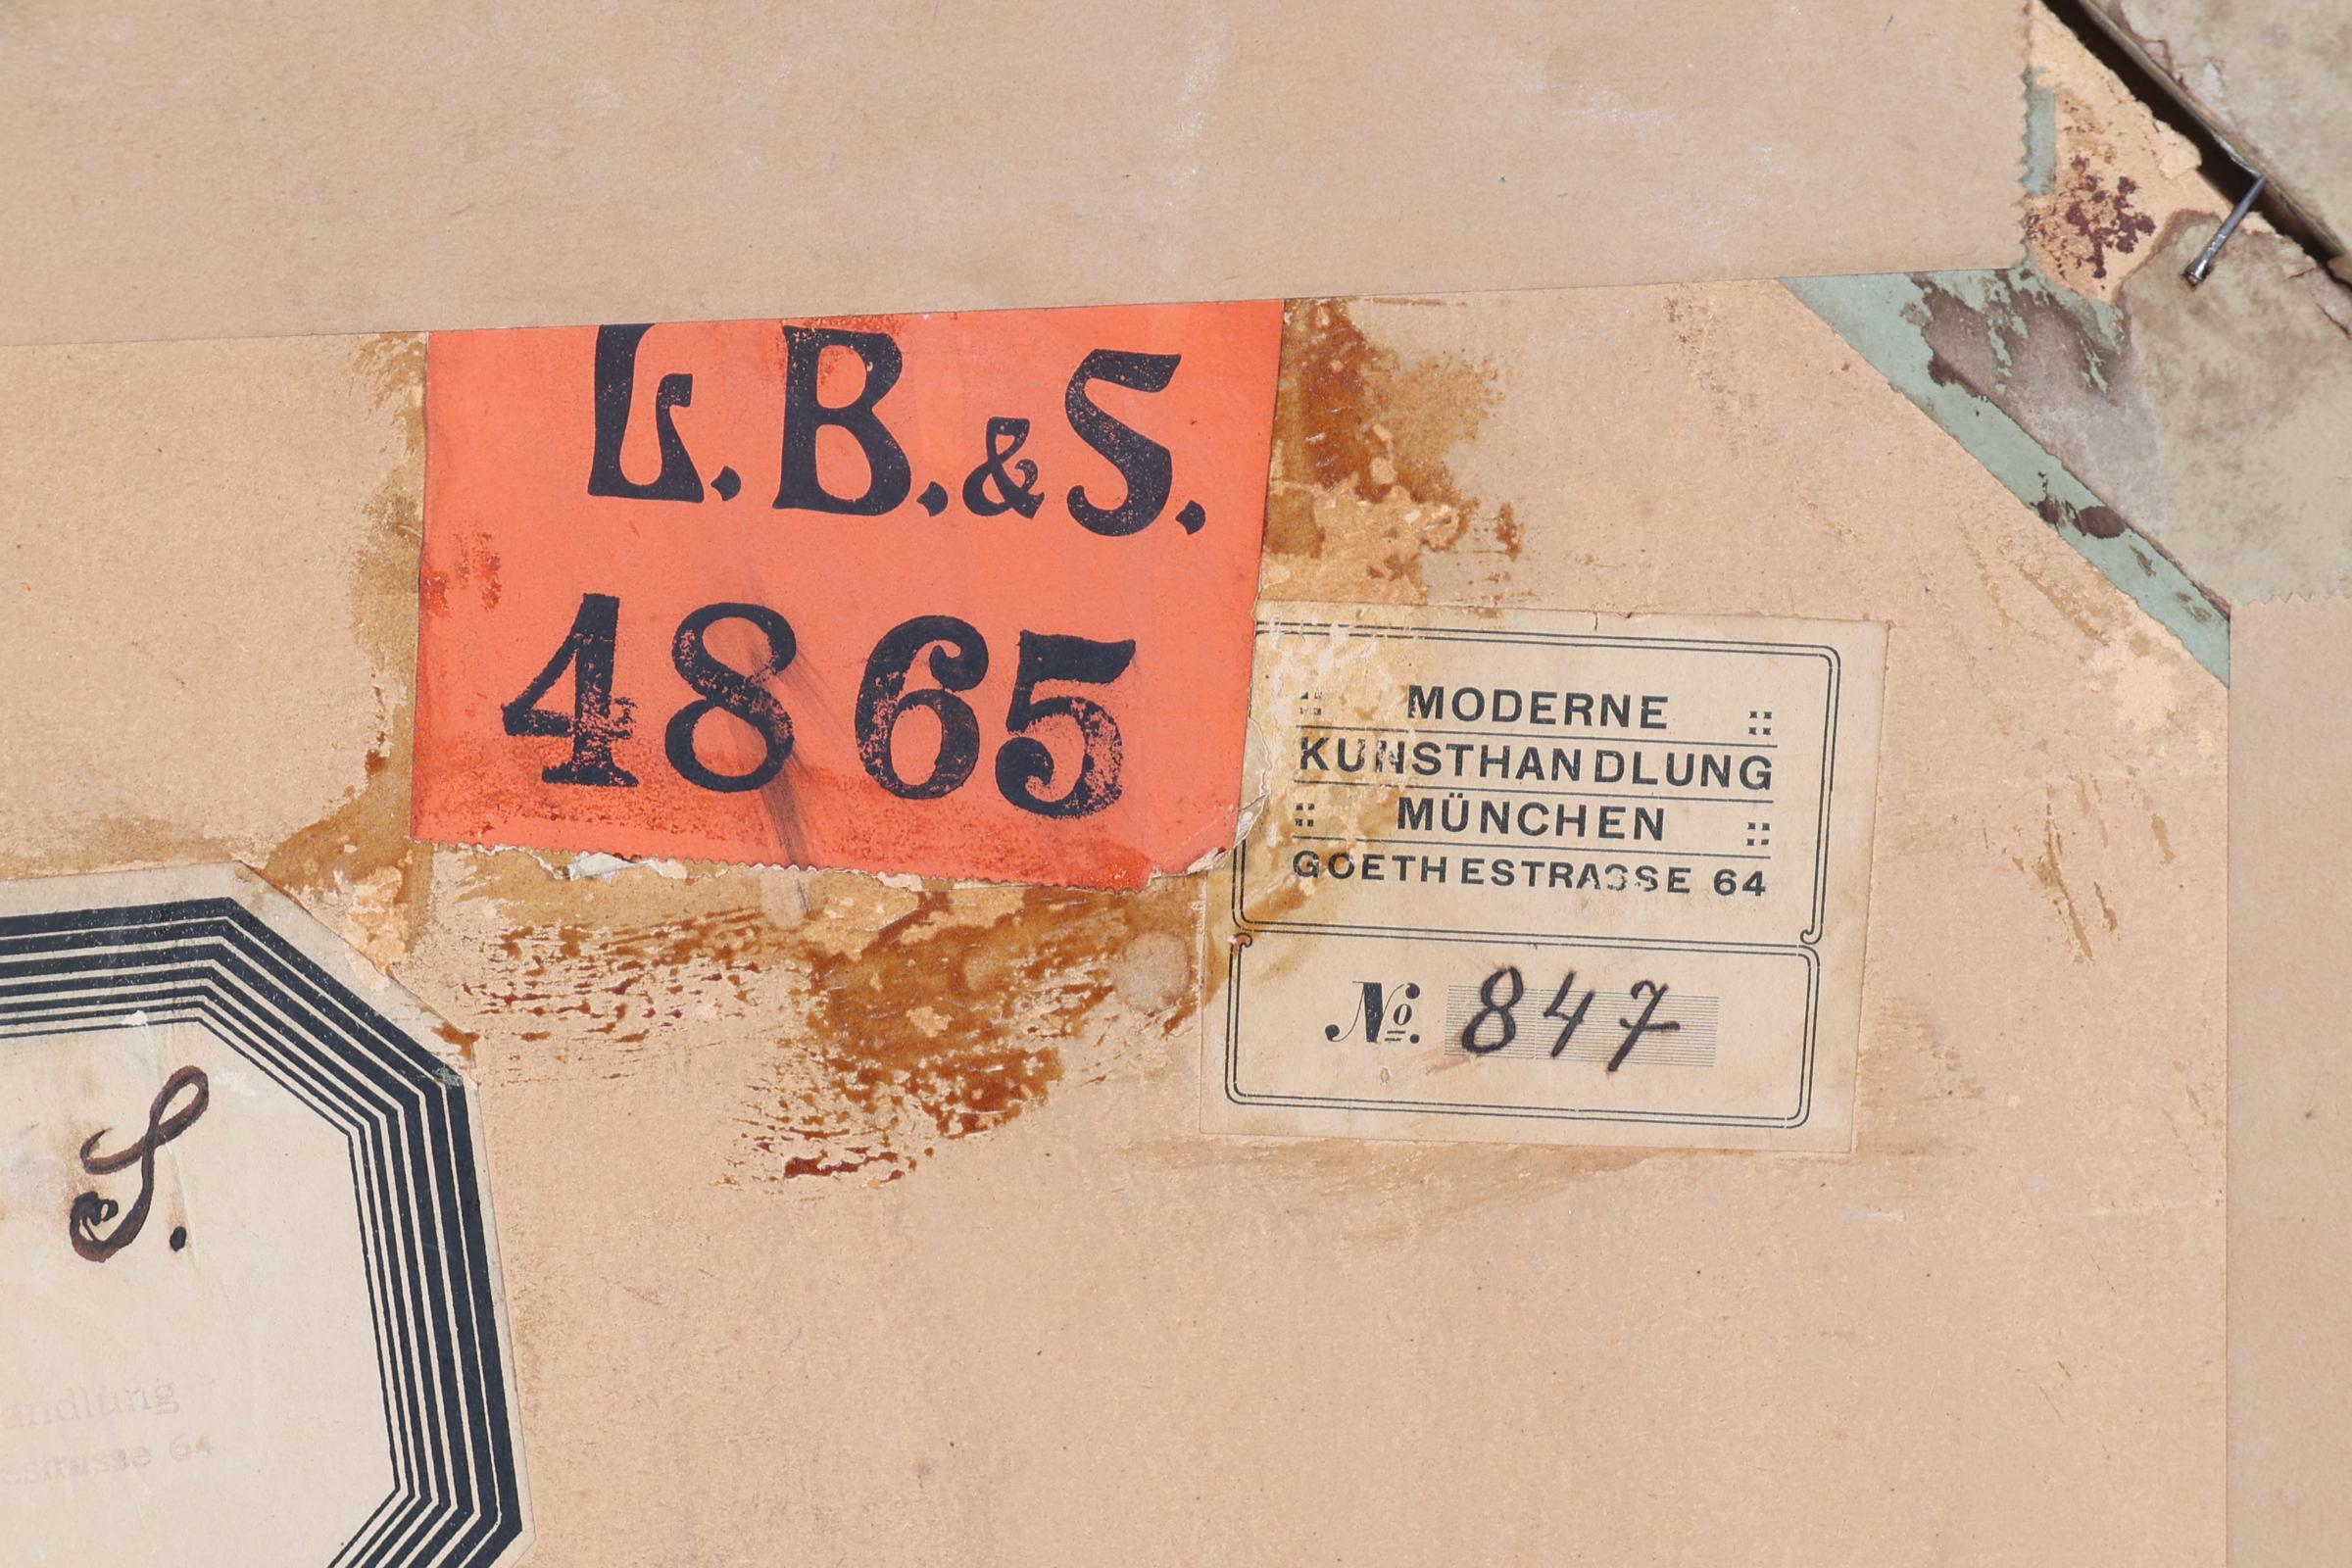 L. B. & S.
4865
MODERNE
KUNSTHANDLUNG
MÜNCHEN
GOETHESTRASSE 64
No. 847
S.
andlung
estrasse 64